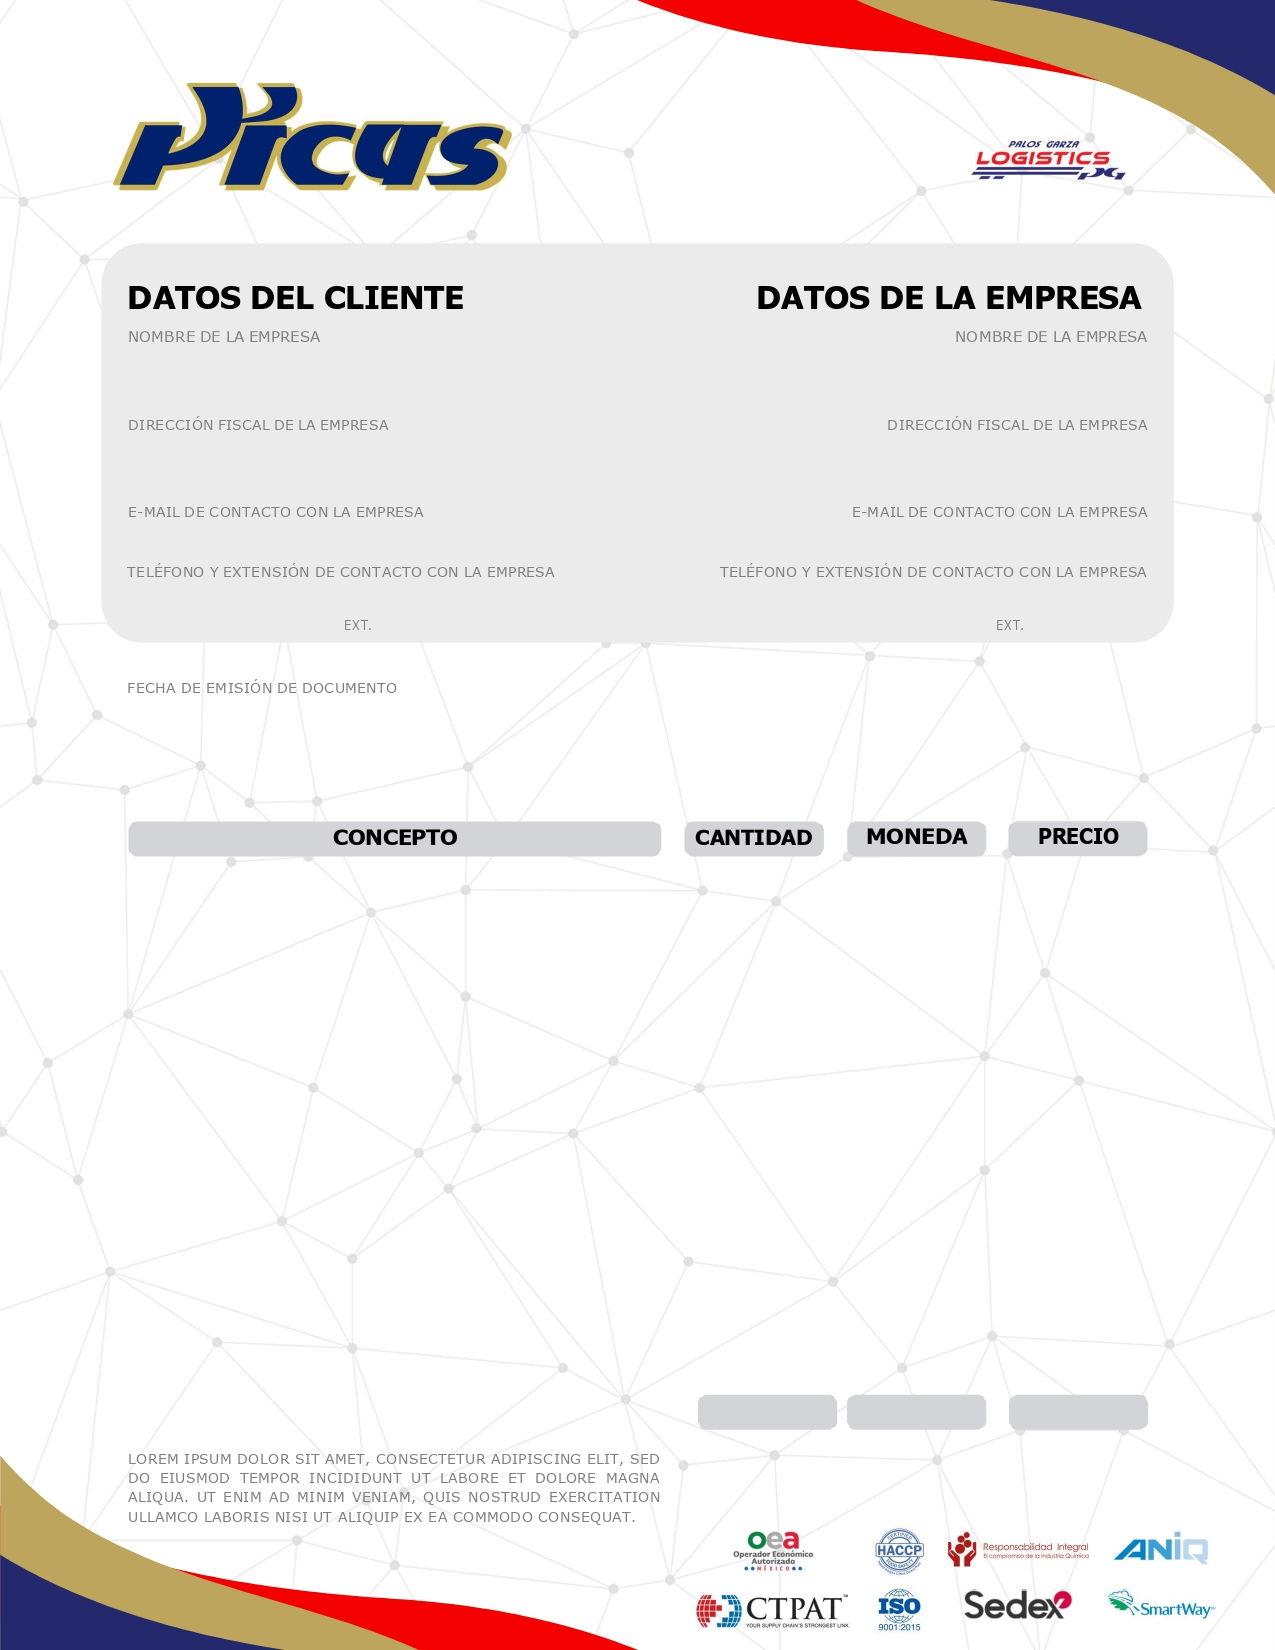 Picus
PALOS GARZA
LOGISTICS
pg
DATOS DEL CLIENTE
DATOS DE LA EMPRESA
NOMBRE DE LA EMPRESA
NOMBRE DE LA EMPRESA
DIRECCIÓN FISCAL DE LA EMPRESA
DIRECCIÓN FISCAL DE LA EMPRESA
E-MAIL DE CONTACTO CON LA EMPRESA
E-MAIL DE CONTACTO CON LA EMPRESA
TELÉFONO Y EXTENSIÓN DE CONTACTO CON LA EMPRESA
TELÉFONO Y EXTENSIÓN DE CONTACTO CON LA EMPRESA
EXT.
EXT.
FECHA DE EMISIÓN DE DOCUMENTO
CONCEPTO CANTIDAD MONEDA PRECIO
LOREM IPSUM DOLOR SIT AMET, CONSECTETUR ADIPISCING ELIT, SED
DO EIUSMOD TEMPOR INCIDIDUNT UT LABORE ET DOLORE MAGNA
ALIQUA. UT ENIM AD MINIM VENIAM, QUIS NOSTRUD EXERCITATION
ULLAMCO LABORIS NISI UT ALIQUIP EX EA COMMODO CONSEQUAT.
oea
Operador Económico
Autorizado
MÉXICO
CERTIFIED
HACCP
Responsabilidad Integral
El compromiso de la Industria Química
ANIQ
CTPAT™
YOUR SUPPLY CHAIN'S STRONGEST LINK.
ISO
9001:2015
Sedex
SmartWay